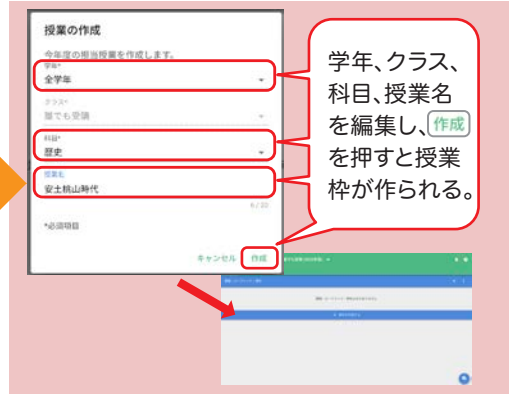 授業の作成
今年度の担当授業を作成します。
学年*
全学年
クラス*
誰でも受講
科目*
歴史
授業名
安土桃山時代
6 / 20
*必須項目
キャンセル 作成
学年、クラス、
科目、授業名
を編集し、作成
を押すと授業
枠が作られる。